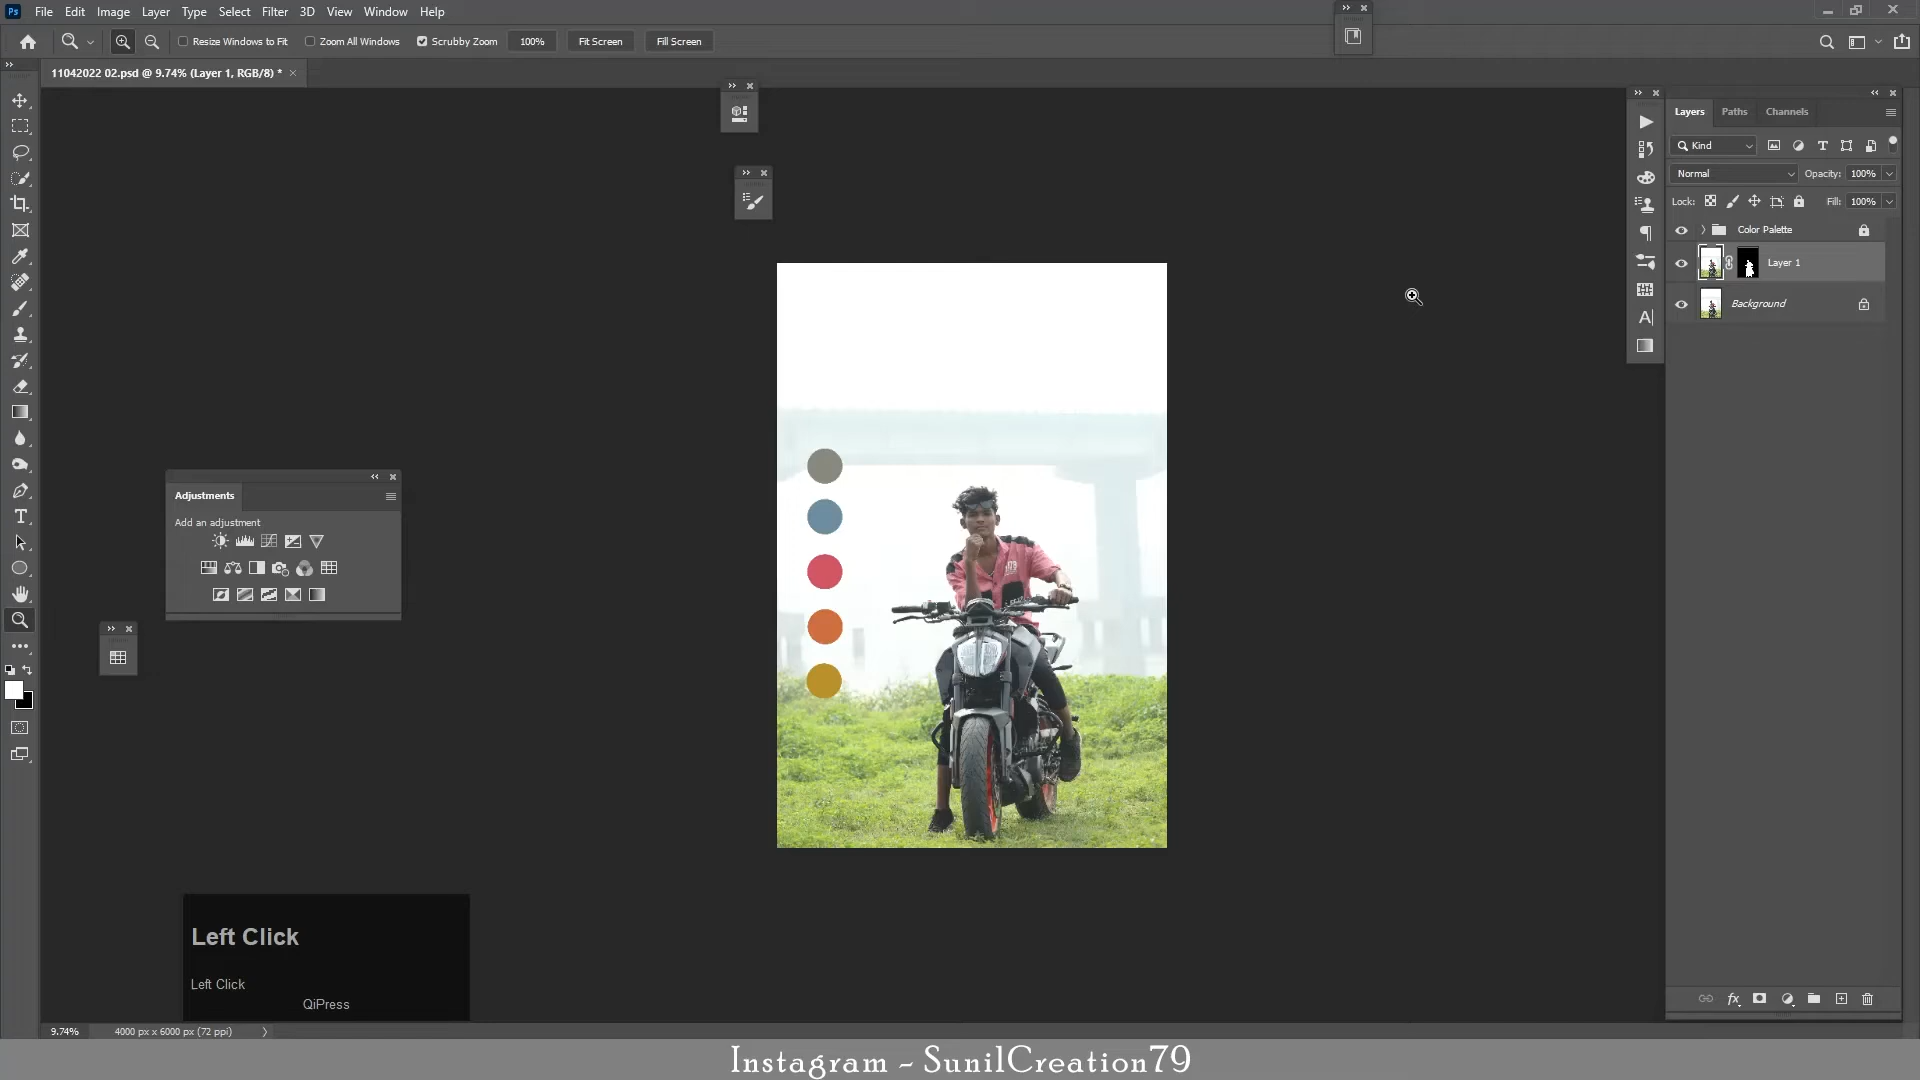 File Edit Image Layer Type Select Filter 3D View Window Help
Resize Windows to Fit Zoom All Windows Scrubby Zoom 100% Fit Screen Fill Screen
11042022 02.psd @ 9.74% (Layer 1, RGB/8) *
Layers Paths Channels
Kind
Normal Opacity: 100%
Lock: Fill: 100%
Color Palette
Layer 1
Background
Adjustments
Add an adjustment
Left Click
Left Click
QiPress
9.74% 4000 px x 6000 px (72 ppi)
Instagram - SunilCreation79